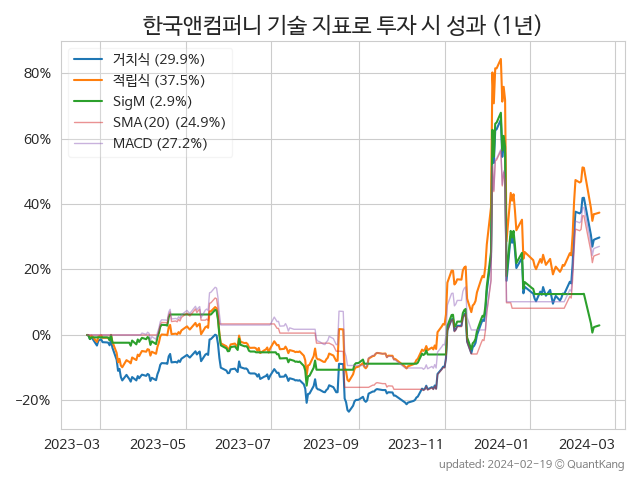 한국앤컴퍼니 기술 지표로 투자 시 성과 (1년)
거치식 (29.9%)
적립식 (37.5%)
SigM (2.9%)
SMA(20) (24.9%)
MACD (27.2%)
80%
60%
40%
20%
0%
−20%
2023-03 2023-05 2023-07 2023-09 2023-11 2024-01 2024-03
updated: 2024-02-19 © QuantKang